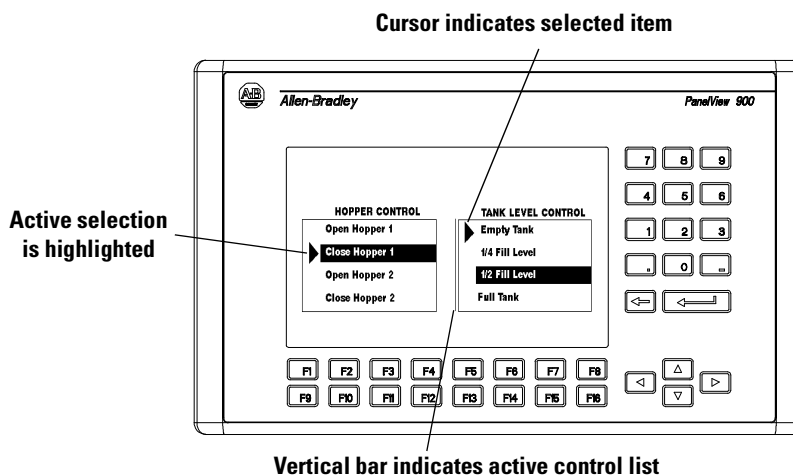 Cursor indicates selected item
AB
Allen-Bradley
PanelView 900
HOPPER CONTROL
Open Hopper 1
Close Hopper 1
Open Hopper 2
Close Hopper 2
TANK LEVEL CONTROL
Empty Tank
1/4 Fill Level
1/2 Fill Level
Full Tank
Active selection
is highlighted
7 8 9
4 5 6
1 2 3
. 0 -
F1 F2 F3 F4 F5 F6 F7 F8
F9 F10 F11 F12 F13 F14 F15 F16
Vertical bar indicates active control list